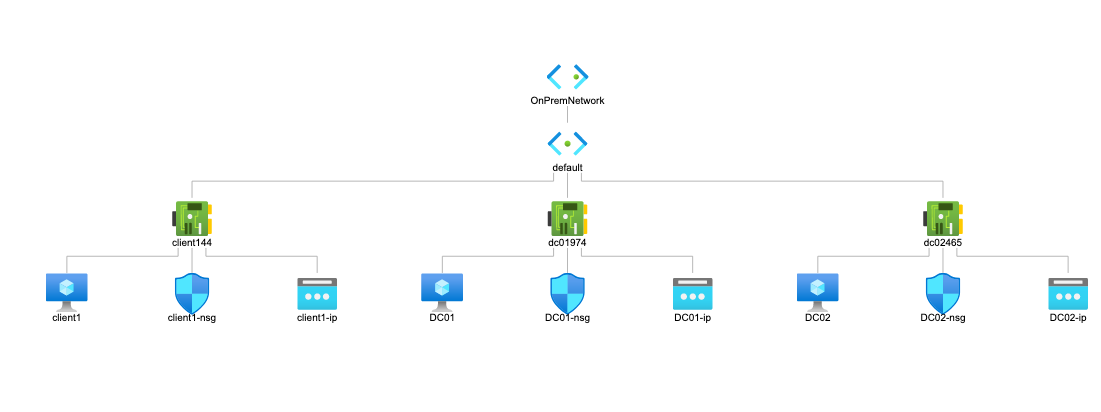 OnPremNetwork
default
client144
dc01974
dc02465
client1
client1-nsg
client1-ip
DC01
DC01-nsg
DC01-ip
DC02
DC02-nsg
DC02-ip